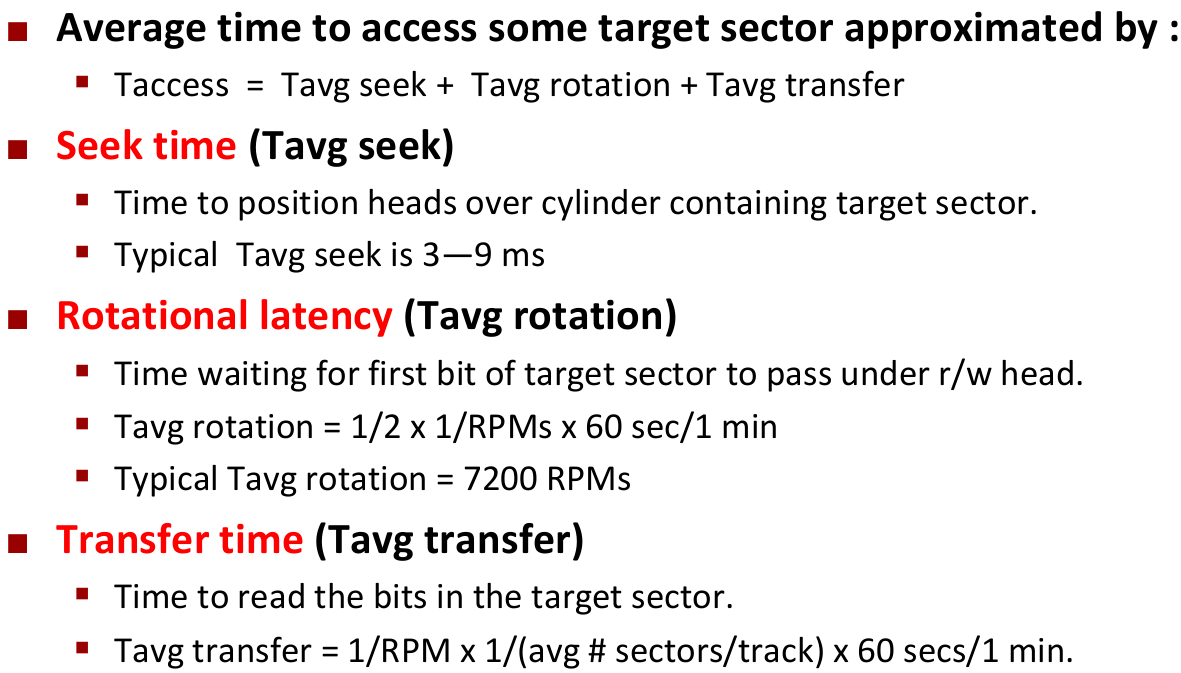 Average time to access some target sector approximated by :
Taccess = Tavg seek + Tavg rotation + Tavg transfer
Seek time (Tavg seek)
Time to position heads over cylinder containing target sector.
Typical Tavg seek is 3—9 ms
Rotational latency (Tavg rotation)
Time waiting for first bit of target sector to pass under r/w head.
Tavg rotation = 1/2 x 1/RPMs x 60 sec/1 min
Typical Tavg rotation = 7200 RPMs
Transfer time (Tavg transfer)
Time to read the bits in the target sector.
Tavg transfer = 1/RPM x 1/(avg # sectors/track) x 60 secs/1 min.